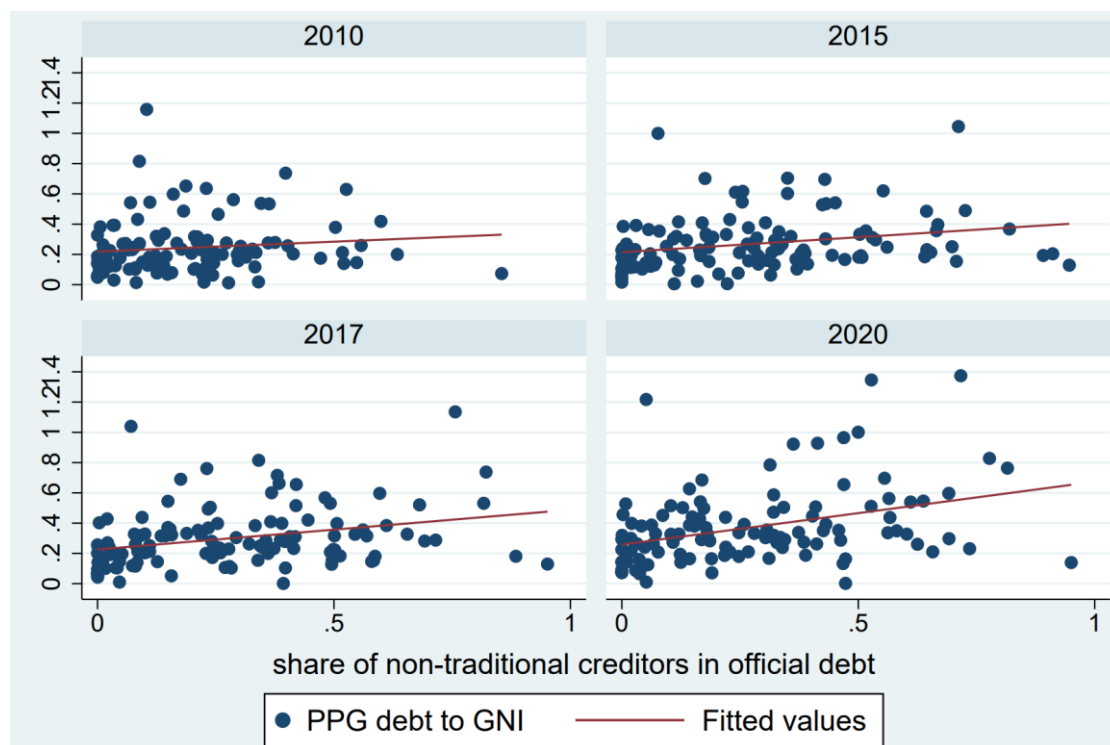 2010
2015
0 .2 .4 .6 .8 1 1.2 1.4
2017
2020
0 .2 .4 .6 .8 1 1.2 1.4
0 .5 1
0 .5 1
share of non-traditional creditors in official debt
PPG debt to GNI
Fitted values